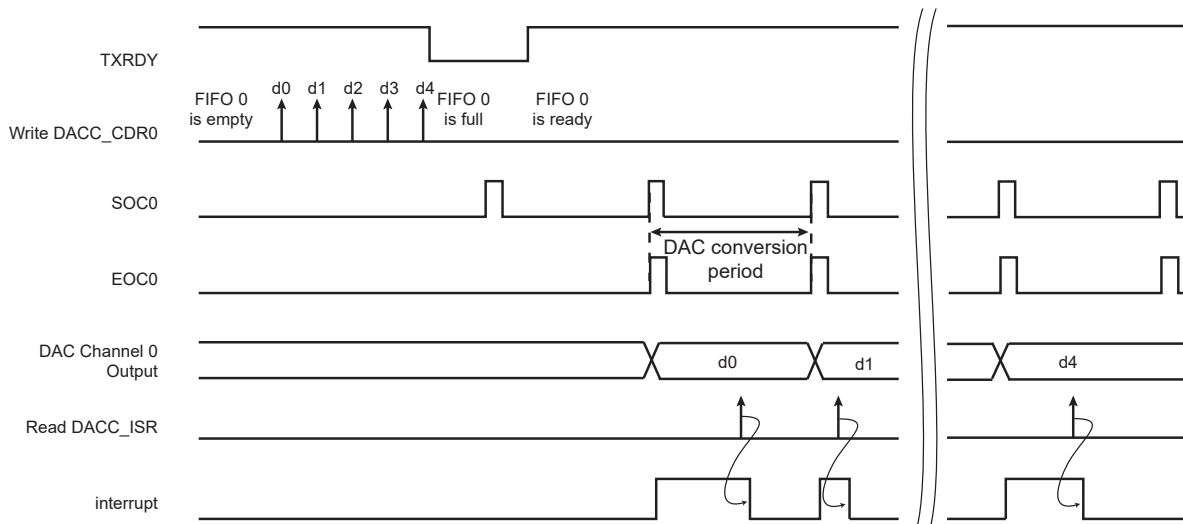 TXRDY
d0 d1 d2 d3 d4
FIFO 0
is empty
FIFO 0
is full
FIFO 0
is ready
Write DACC_CDR0
SOC0
DAC conversion
period
EOC0
DAC Channel 0
Output
d0
d1
d4
Read DACC_ISR
interrupt